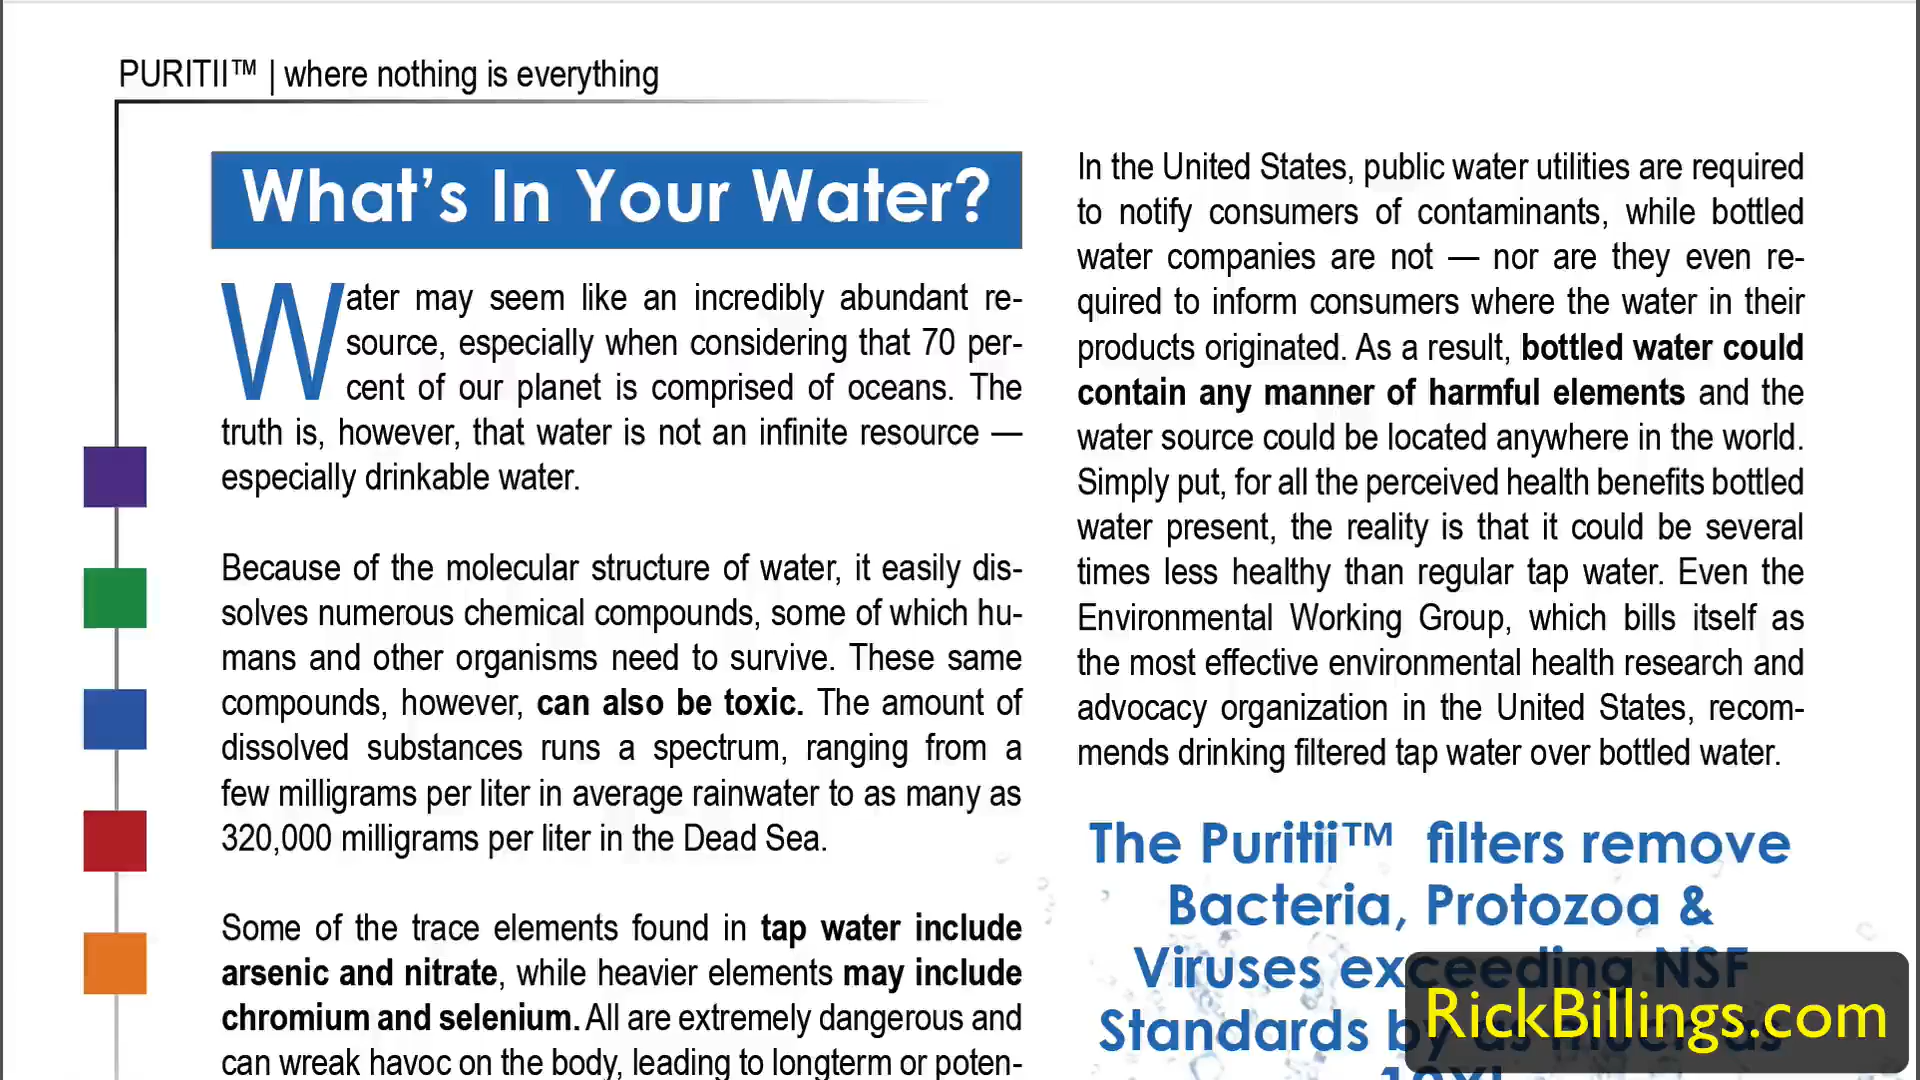 PURITII™ | where nothing is everything
What's In Your Water?
Water may seem like an incredibly abundant re-
source, especially when considering that 70 per-
cent of our planet is comprised of oceans. The
truth is, however, that water is not an infinite resource —
especially drinkable water.
Because of the molecular structure of water, it easily dis-
solves numerous chemical compounds, some of which hu-
mans and other organisms need to survive. These same
compounds, however, can also be toxic. The amount of
dissolved substances runs a spectrum, ranging from a
few milligrams per liter in average rainwater to as many as
320,000 milligrams per liter in the Dead Sea.
Some of the trace elements found in tap water include
arsenic and nitrate, while heavier elements may include
chromium and selenium. All are extremely dangerous and
can wreak havoc on the body, leading to longterm or poten-
In the United States, public water utilities are required
to notify consumers of contaminants, while bottled
water companies are not — nor are they even re-
quired to inform consumers where the water in their
products originated. As a result, bottled water could
contain any manner of harmful elements and the
water source could be located anywhere in the world.
Simply put, for all the perceived health benefits bottled
water present, the reality is that it could be several
times less healthy than regular tap water. Even the
Environmental Working Group, which bills itself as
the most effective environmental health research and
advocacy organization in the United States, recom-
mends drinking filtered tap water over bottled water.
The Puritii™ filters remove
Bacteria, Protozoa &
Viruses exceeding NSF
Standards by as much as
RickBillings.com